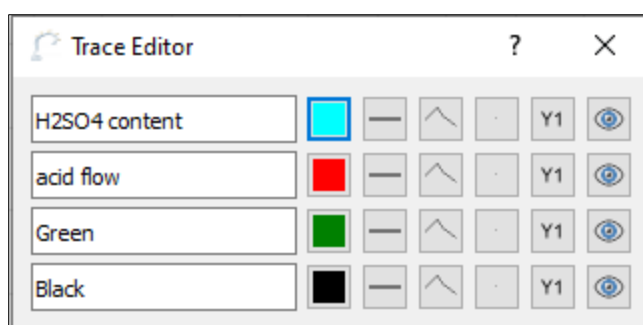 Trace Editor ?
H2SO4 content Y1
acid flow Y1
Green Y1
Black Y1